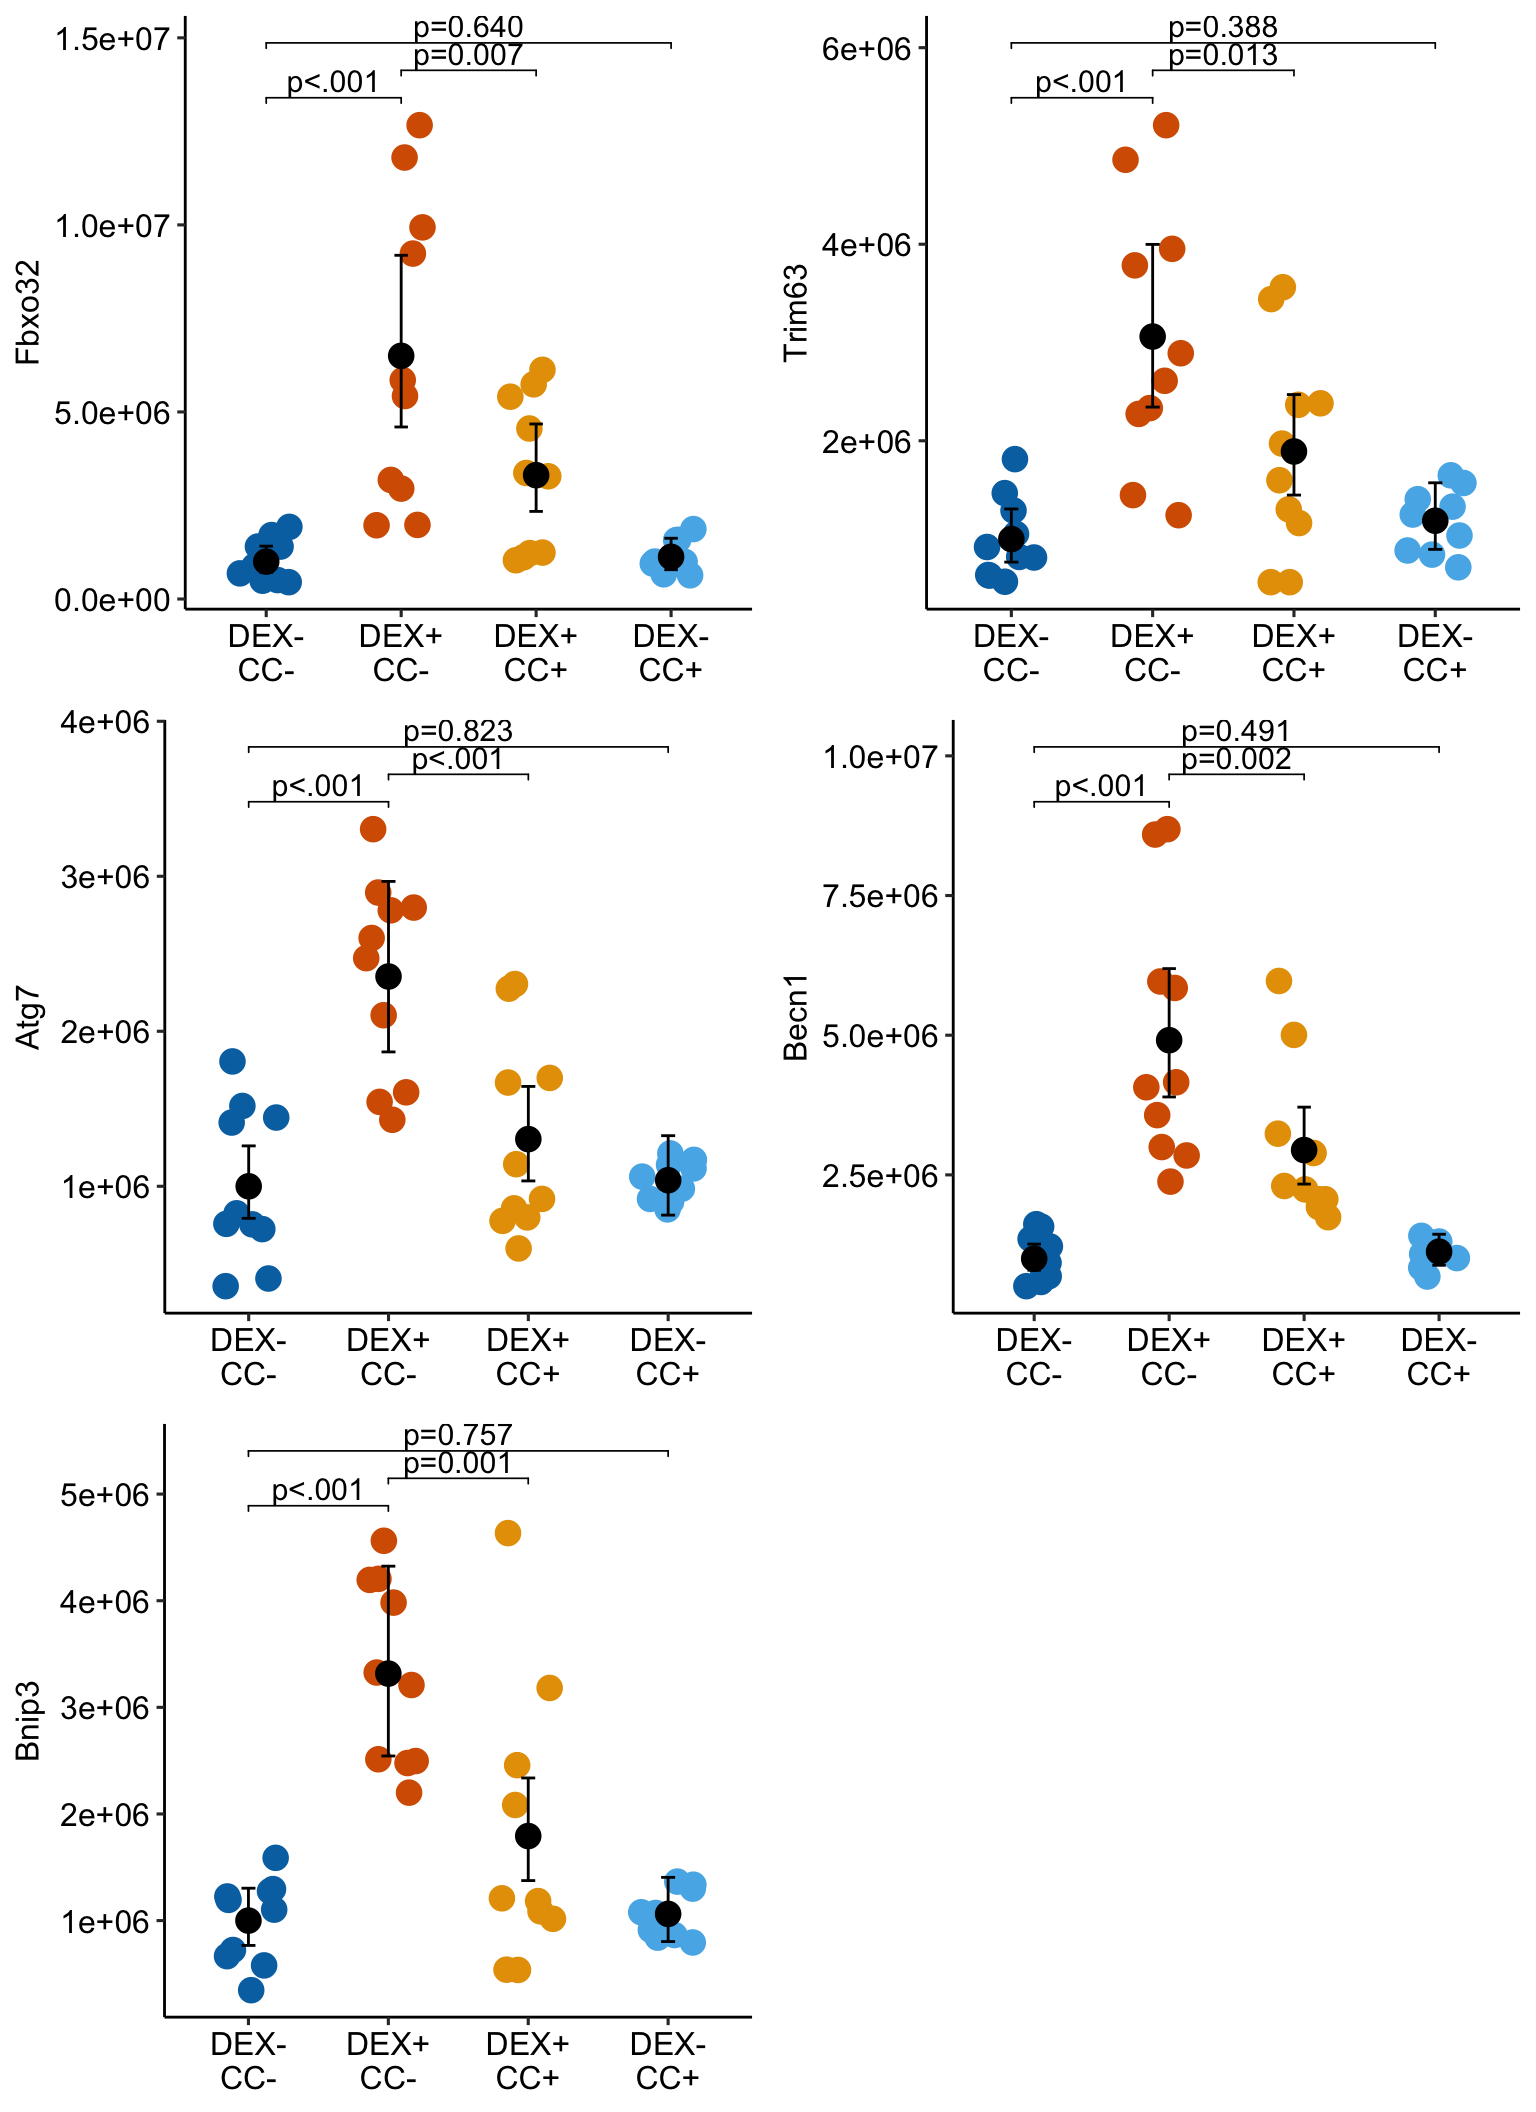 p=0.640
p=0.007
p<.001
1.5e+07
1.0e+07
5.0e+06
0.0e+00
Fbxo32
DEX- DEX+ DEX+ DEX-
CC- CC- CC+ CC+
p=0.388
p=0.013
p<.001
6e+06
4e+06
2e+06
Trim63
DEX- DEX+ DEX+ DEX-
CC- CC- CC+ CC+
p=0.823
p<.001
p<.001
4e+06
3e+06
2e+06
1e+06
Atg7
DEX- DEX+ DEX+ DEX-
CC- CC- CC+ CC+
p=0.491
p=0.002
p<.001
1.0e+07
7.5e+06
5.0e+06
2.5e+06
Becn1
DEX- DEX+ DEX+ DEX-
CC- CC- CC+ CC+
p=0.757
p=0.001
p<.001
5e+06
4e+06
3e+06
2e+06
1e+06
Bnip3
DEX- DEX+ DEX+ DEX-
CC- CC- CC+ CC+